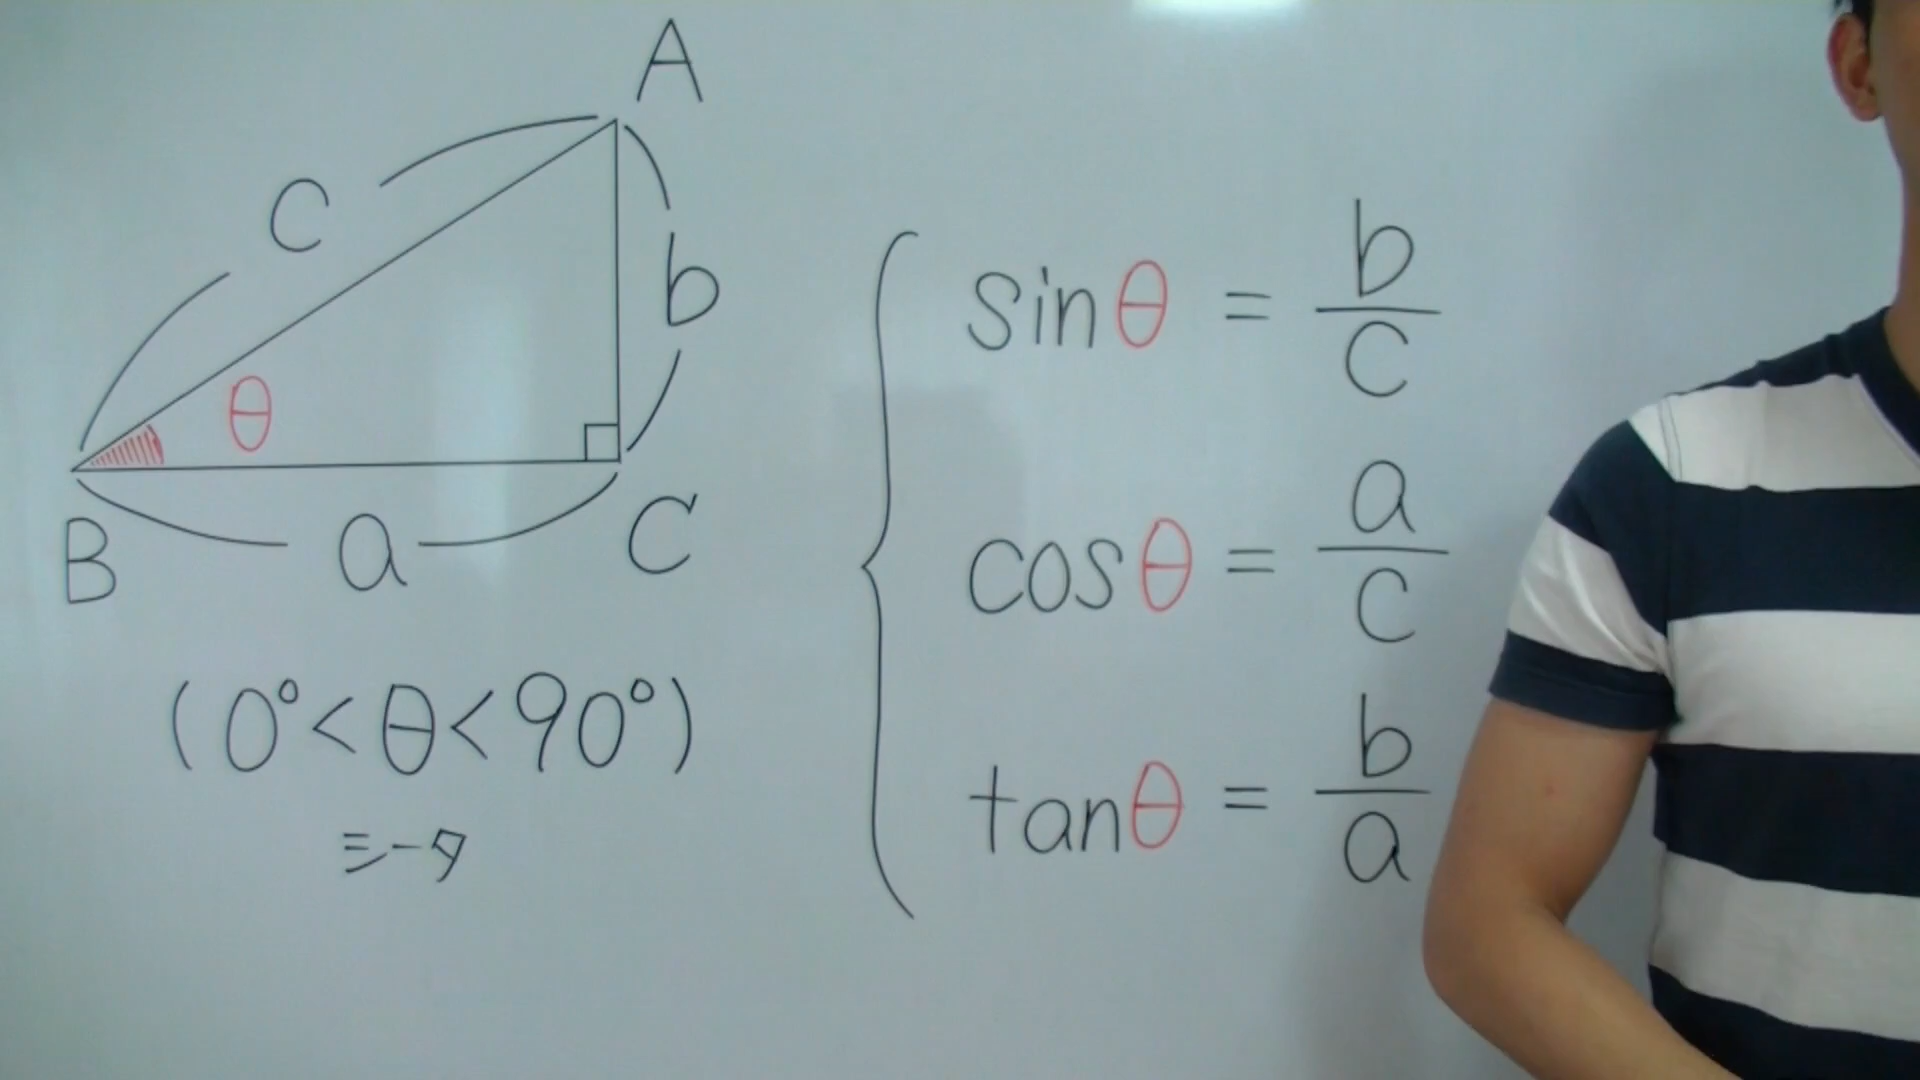 A
c
b
θ
B
a
C
(0°<θ<90°)
シータ
sinθ = b/c
cosθ = a/c
tanθ = b/a